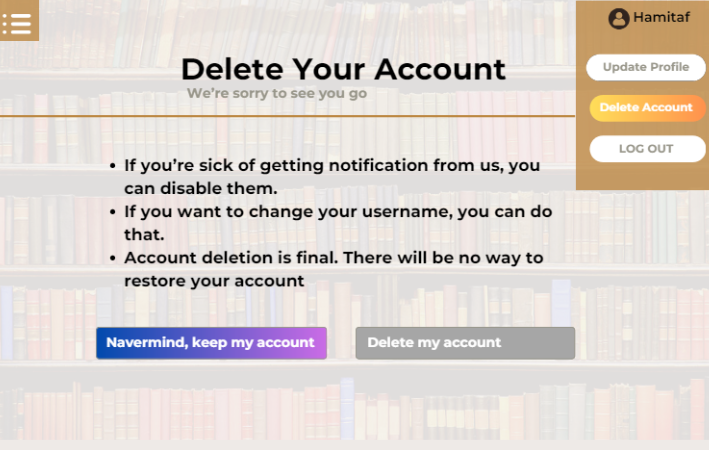 Hamitaf
Delete Your Account
We're sorry to see you go
Update Profile
Delete Account
LOG OUT
• If you're sick of getting notification from us, you
can disable them.
• If you want to change your username, you can do
that.
• Account deletion is final. There will be no way to
restore your account
Navermind, keep my account
Delete my account